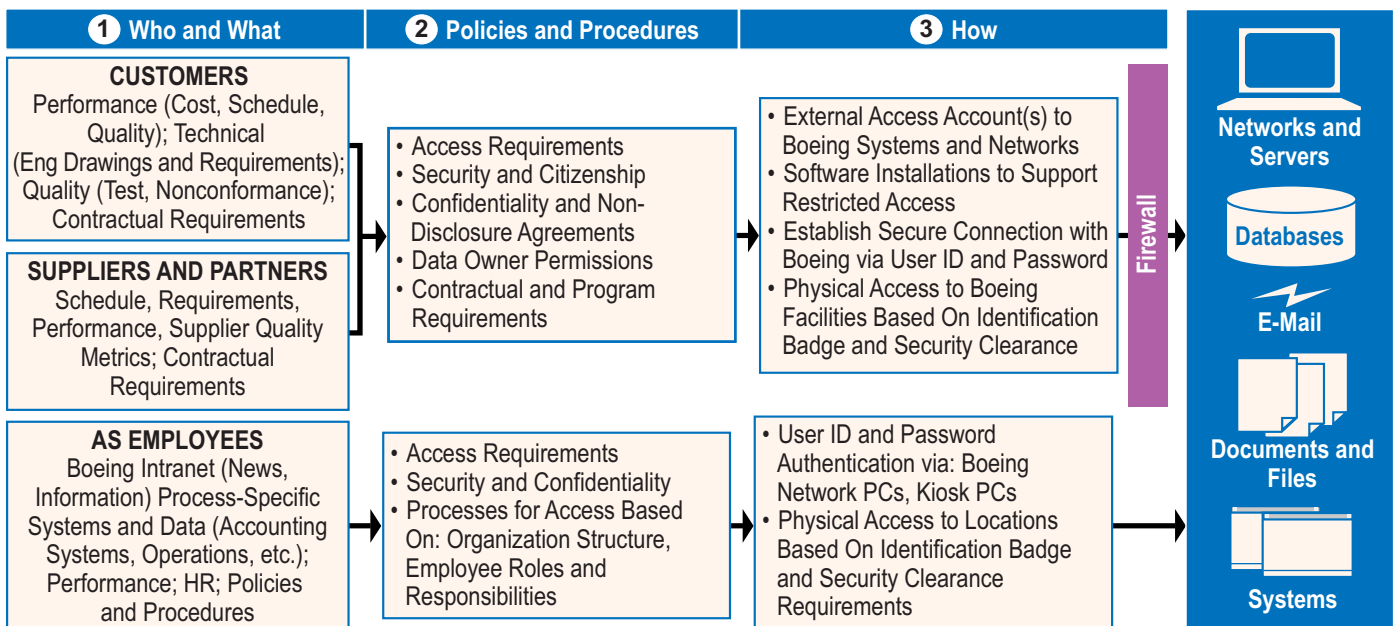 1 Who and What
2 Policies and Procedures
3 How
CUSTOMERS
Performance (Cost, Schedule,
Quality); Technical
(Eng Drawings and Requirements);
Quality (Test, Nonconformance);
Contractual Requirements
SUPPLIERS AND PARTNERS
Schedule, Requirements,
Performance, Supplier Quality
Metrics; Contractual
Requirements
• Access Requirements
• Security and Citizenship
• Confidentiality and Non-
Disclosure Agreements
• Data Owner Permissions
• Contractual and Program
Requirements
• External Access Account(s) to
Boeing Systems and Networks
• Software Installations to Support
Restricted Access
• Establish Secure Connection with
Boeing via User ID and Password
• Physical Access to Boeing
Facilities Based On Identification
Badge and Security Clearance
Firewall
AS EMPLOYEES
Boeing Intranet (News,
Information) Process-Specific
Systems and Data (Accounting
Systems, Operations, etc.);
Performance; HR; Policies
and Procedures
• Access Requirements
• Security and Confidentiality
• Processes for Access Based
On: Organization Structure,
Employee Roles and
Responsibilities
• User ID and Password
Authentication via: Boeing
Network PCs, Kiosk PCs
• Physical Access to Locations
Based On Identification Badge
and Security Clearance
Requirements
Networks and
Servers
Databases
E-Mail
Documents and
Files
Systems